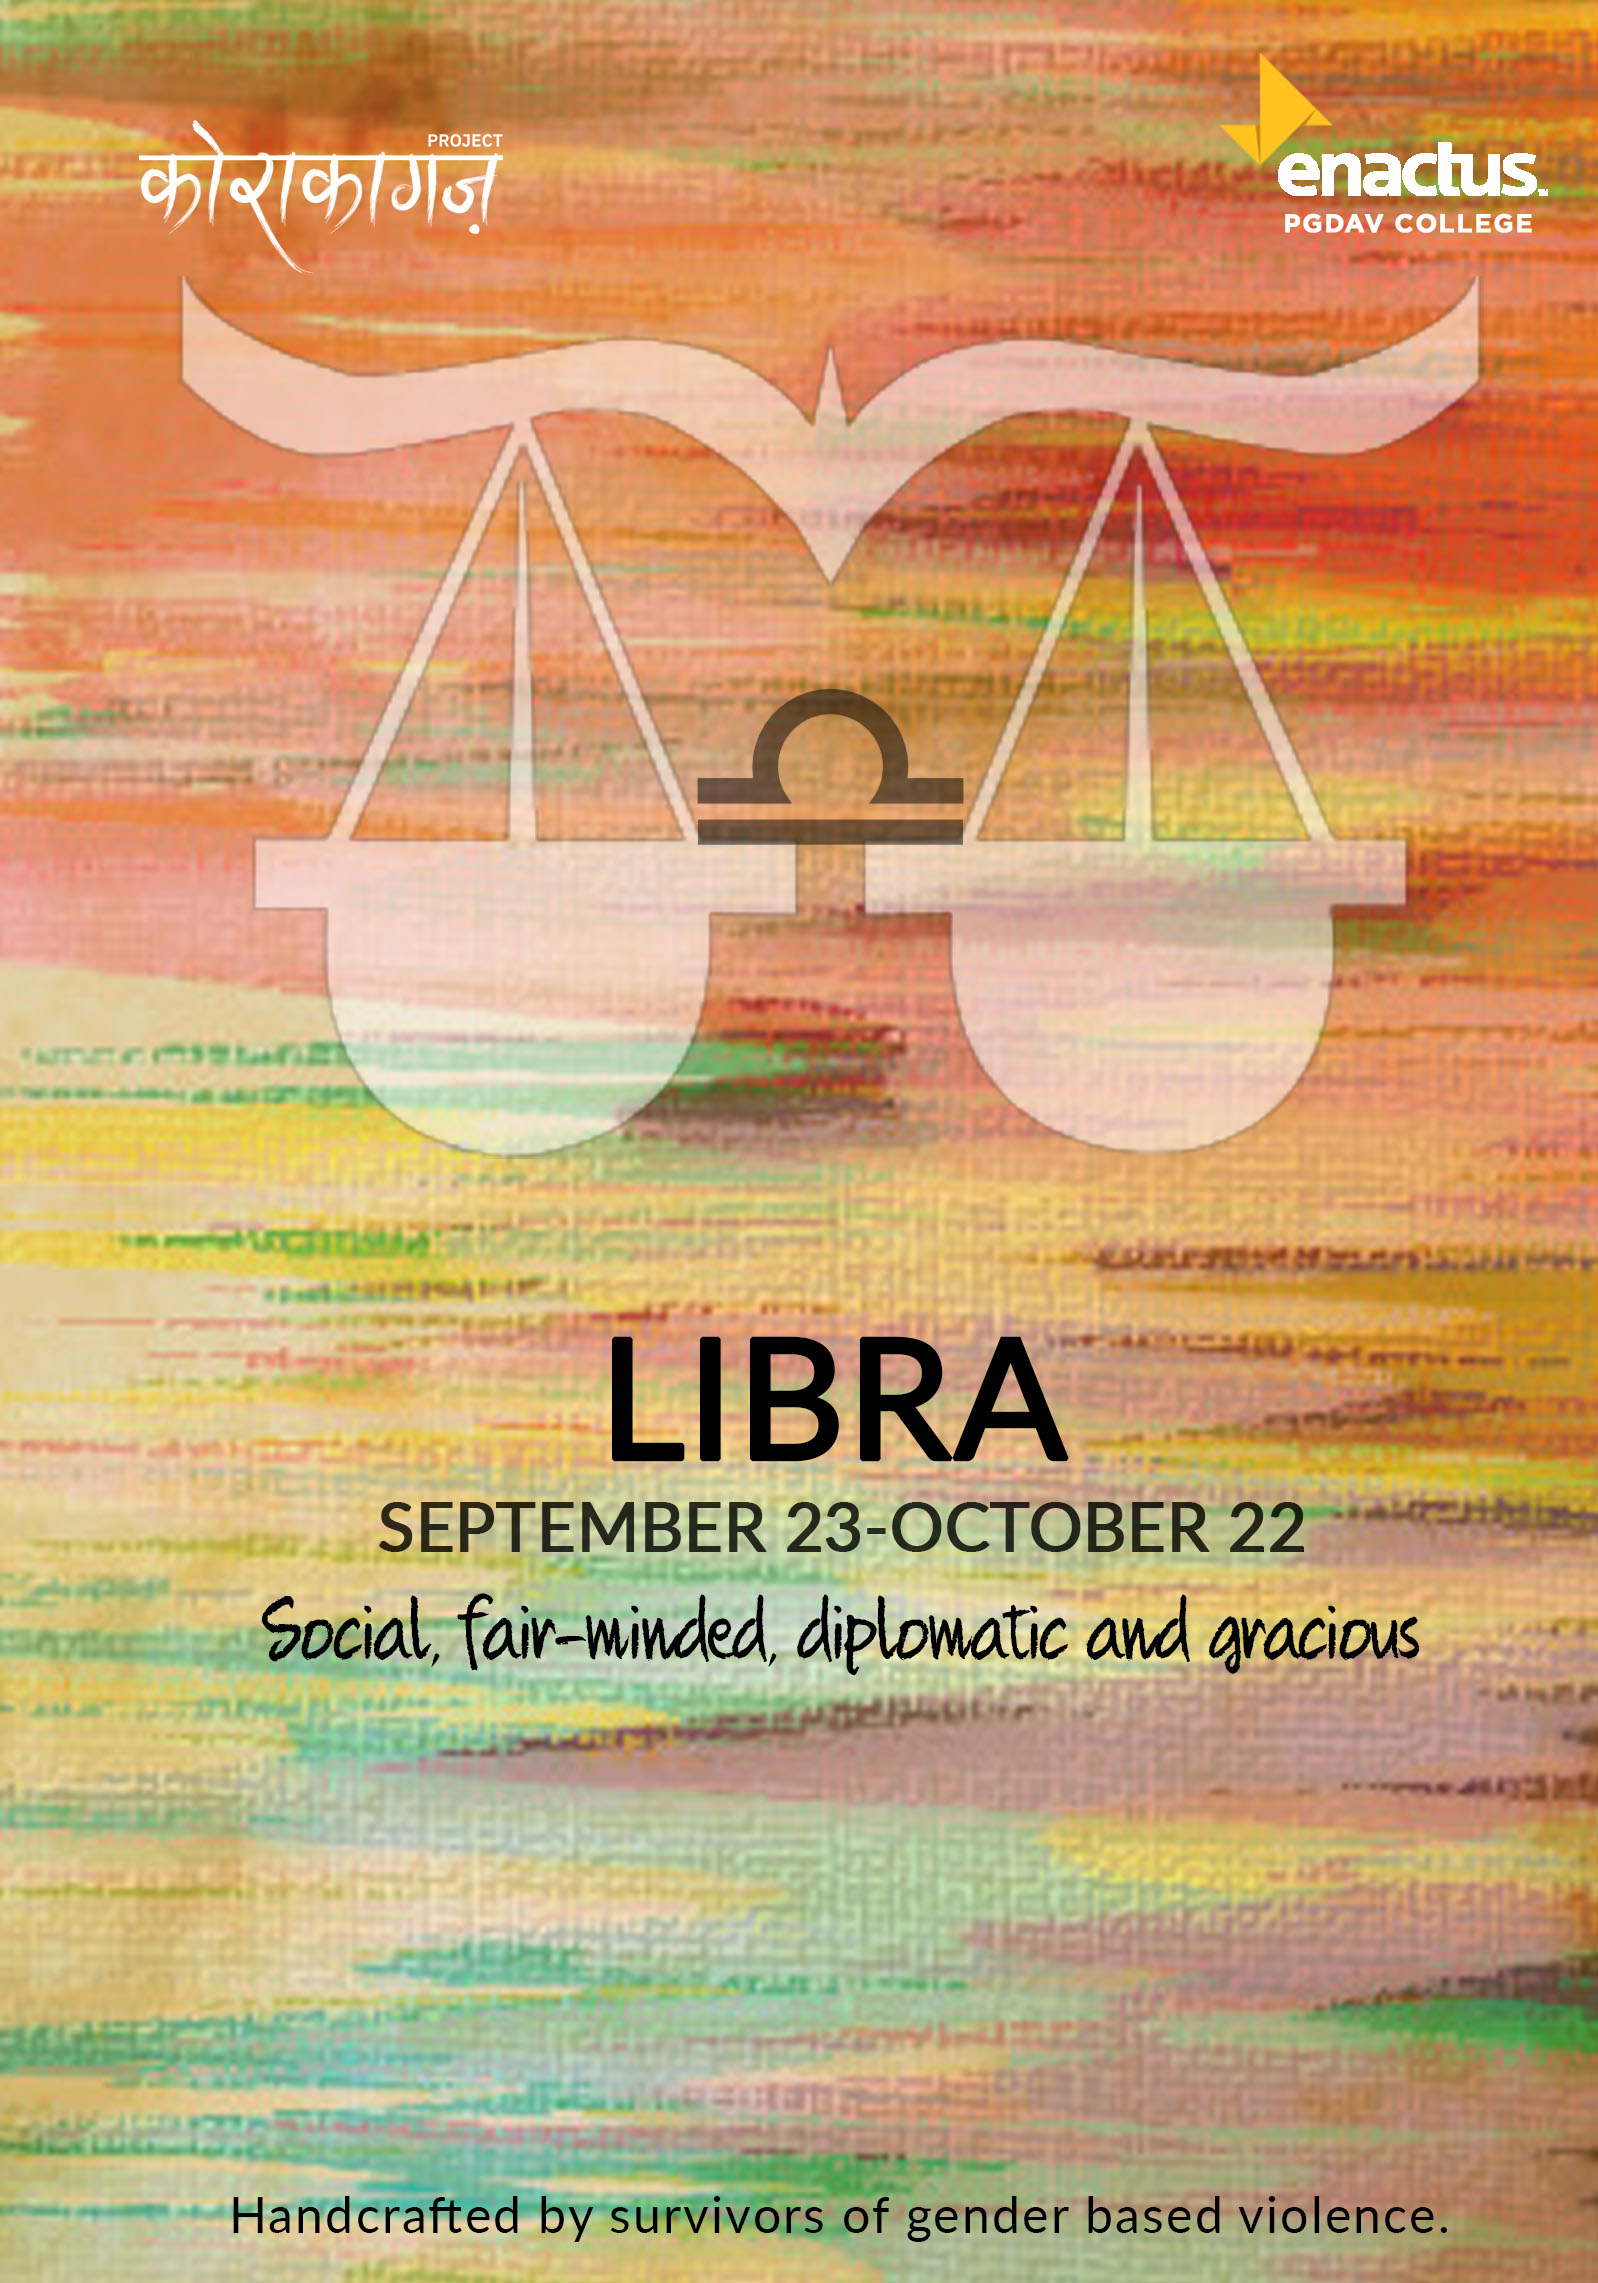 PROJECT
कोराकागज़
enactus.
PGDAV COLLEGE
LIBRA
SEPTEMBER 23-OCTOBER 22
Social, fair-minded, diplomatic and gracious
Handcrafted by survivors of gender based violence.